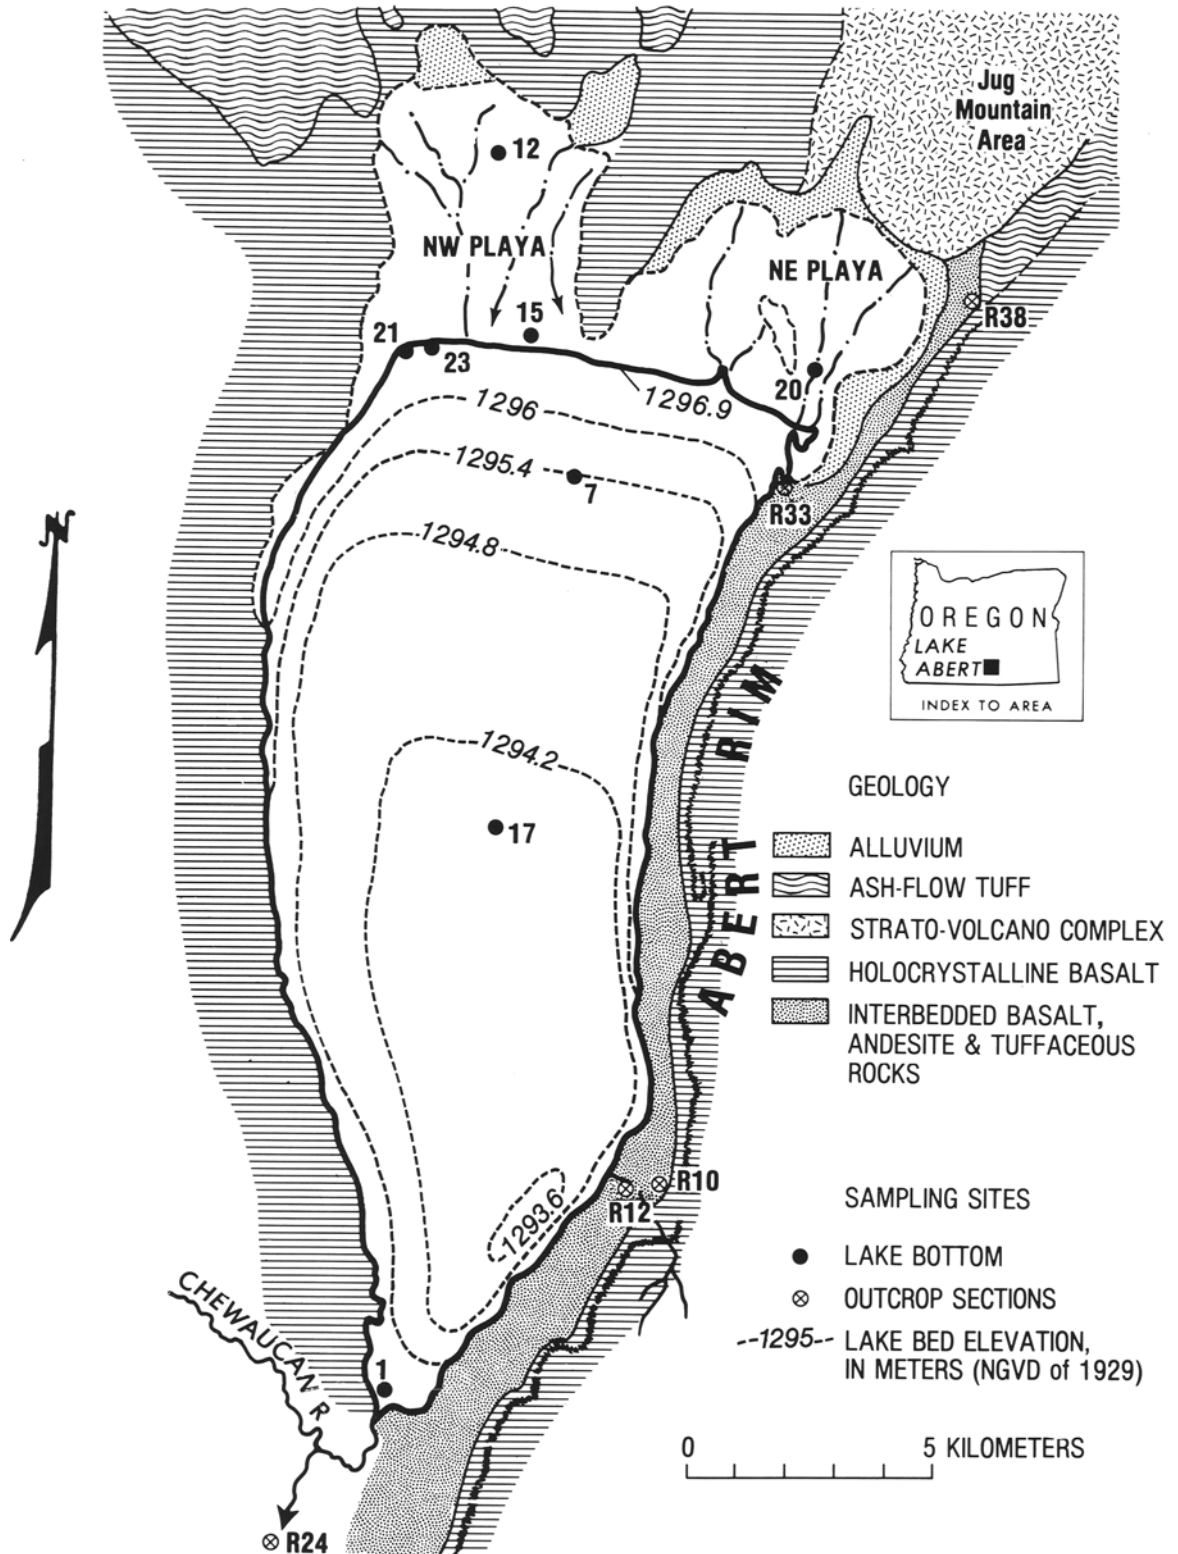 Jug
Mountain
Area
12
NW PLAYA
NE PLAYA
R38
15
21
23
20
1296.9
1296
1295.4
7
R33
1294.8
N
OREGON
LAKE
ABERT
INDEX TO AREA
ABERT RIM
1294.2
17
GEOLOGY
ALLUVIUM
ASH-FLOW TUFF
STRATO-VOLCANO COMPLEX
HOLOCRYSTALLINE BASALT
INTERBEDDED BASALT,
ANDESITE & TUFFACEOUS
ROCKS
R10
R12
1293.6
SAMPLING SITES
LAKE BOTTOM
OUTCROP SECTIONS
--1295-- LAKE BED ELEVATION,
IN METERS (NGVD of 1929)
CHEWAUCAN R
1
0 5 KILOMETERS
R24